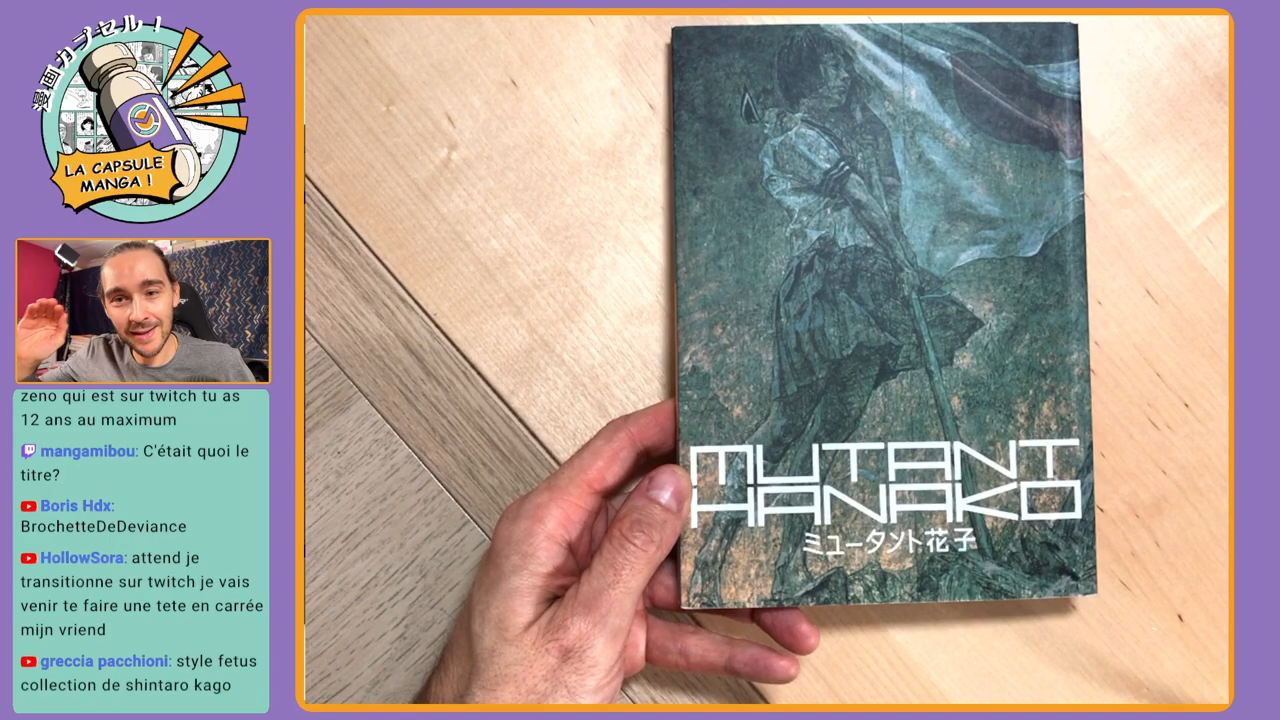 漫画カプセル！
LA CAPSULE
MANGA !
zeno qui est sur twitch tu as
12 ans au maximum
mangamibou: C'était quoi le
titre?
Boris Hdx:
BrochetteDeDeviance
HollowSora: attend je
transitionne sur twitch je vais
venir te faire une tete en carrée
mijn vriend
greccia pacchioni: style fetus
collection de shintaro kago
MUTANT
HANAKO
ミュータント花子